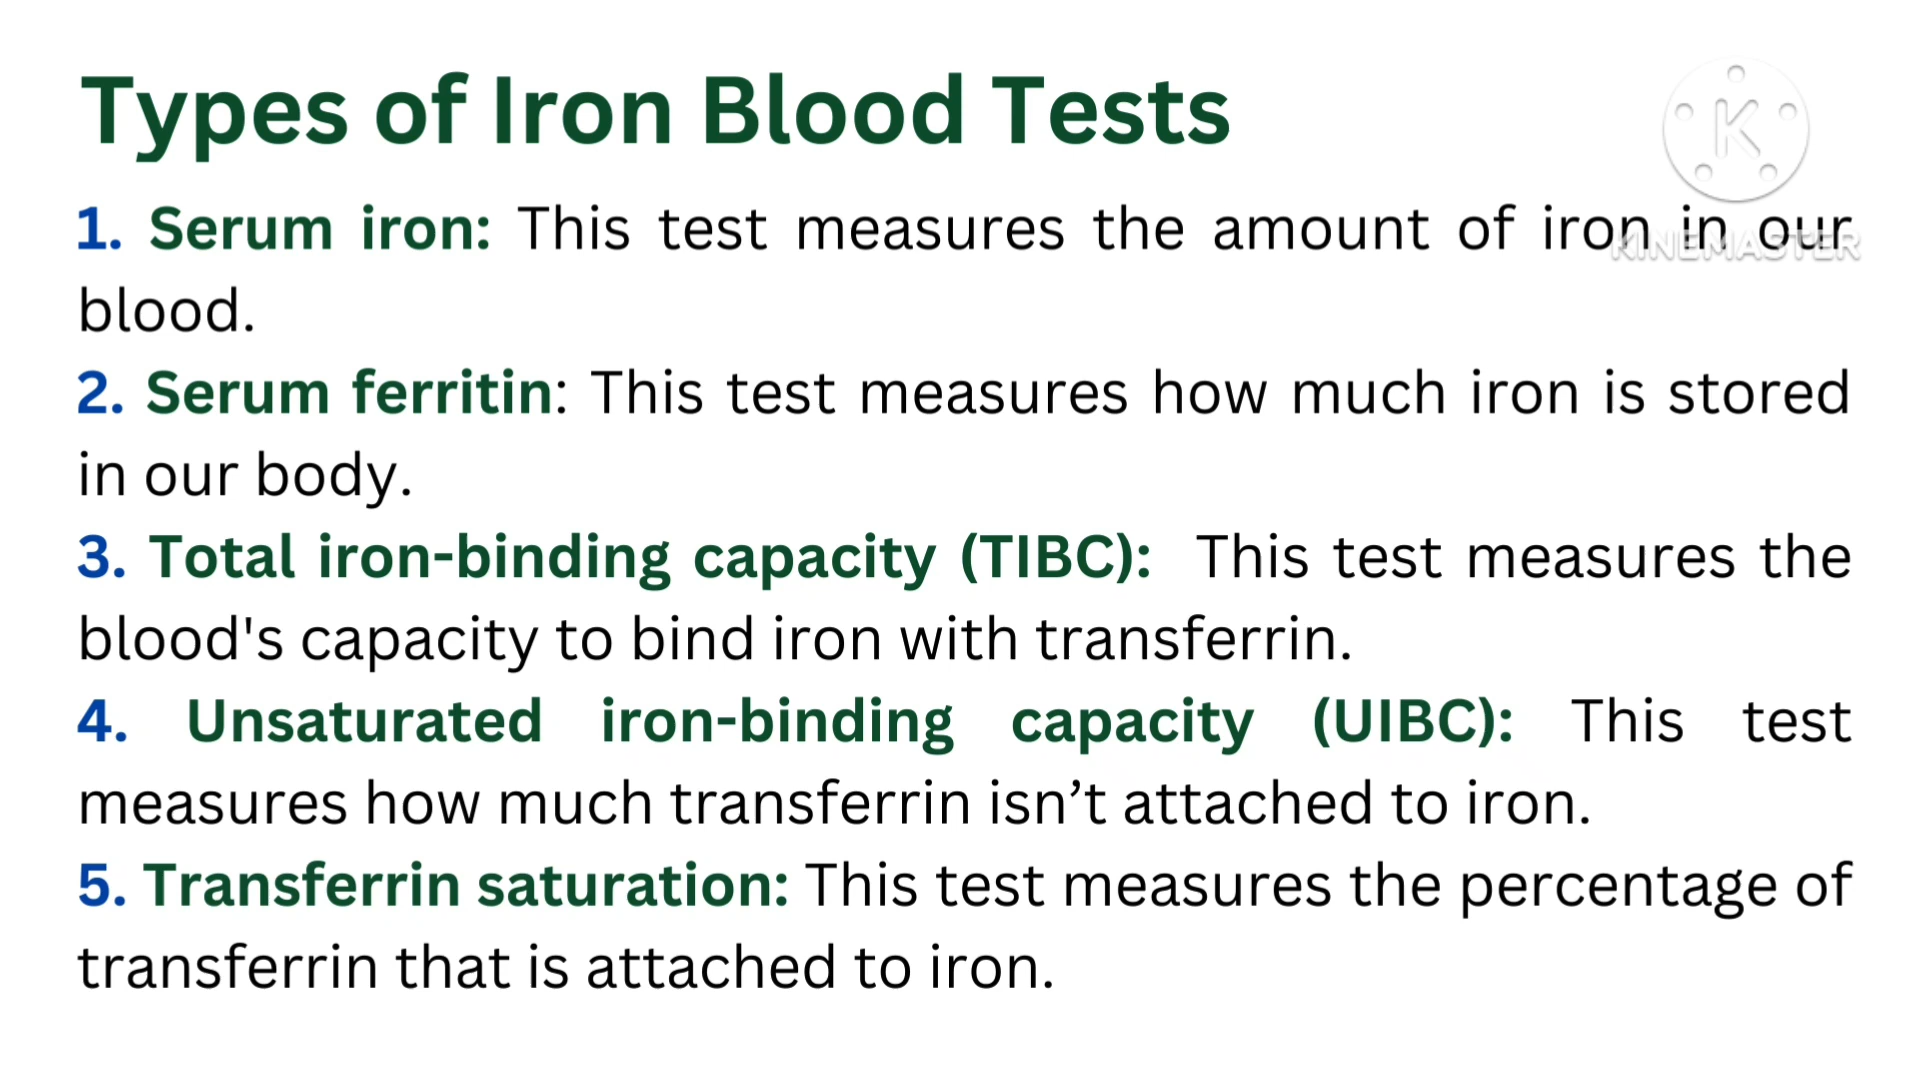 Types of Iron Blood Tests
K
1. Serum iron: This test measures the amount of iron in our
KINEMASTER
blood.
2. Serum ferritin: This test measures how much iron is stored
in our body.
3. Total iron-binding capacity (TIBC): This test measures the
blood's capacity to bind iron with transferrin.
4. Unsaturated iron-binding capacity (UIBC): This test
measures how much transferrin isn’t attached to iron.
5. Transferrin saturation: This test measures the percentage of
transferrin that is attached to iron.